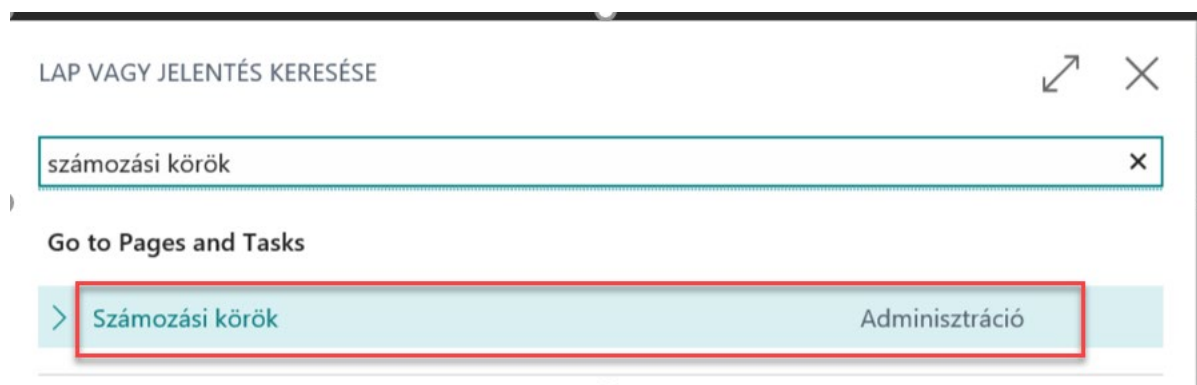 LAP VAGY JELENTÉS KERESÉSE
számozási körök
Go to Pages and Tasks
Számozási körök Adminisztráció